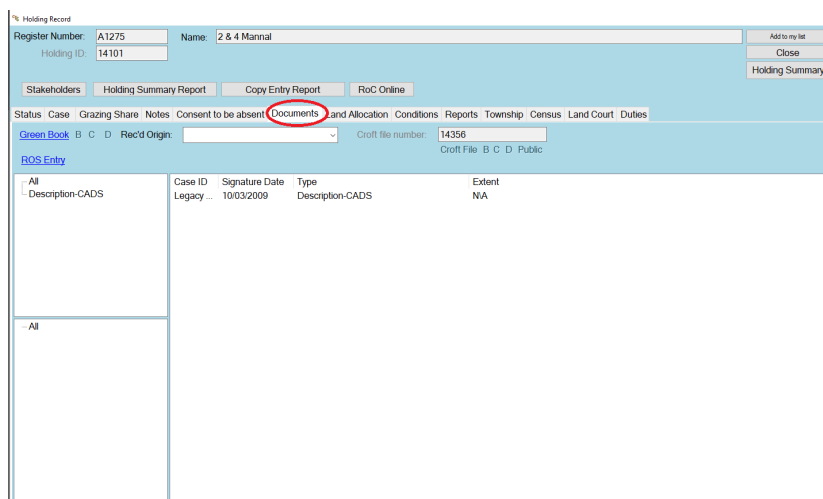 Holding Record
Register Number: A1275 Name: 2 & 4 Mannal Add to my list
Holding ID: 14101 Close
Holding Summary
Stakeholders Holding Summary Report Copy Entry Report RoC Online
Status Case Grazing Share Notes Consent to be absent Documents Land Allocation Conditions Reports Township Census Land Court Duties
Green Book B C D Rec'd Origin: Croft file number: 14356
Croft File B C D Public
ROS Entry
All Case ID Signature Date Type Extent
Description-CADS Legacy ... 10/03/2009 Description-CADS N\A
All